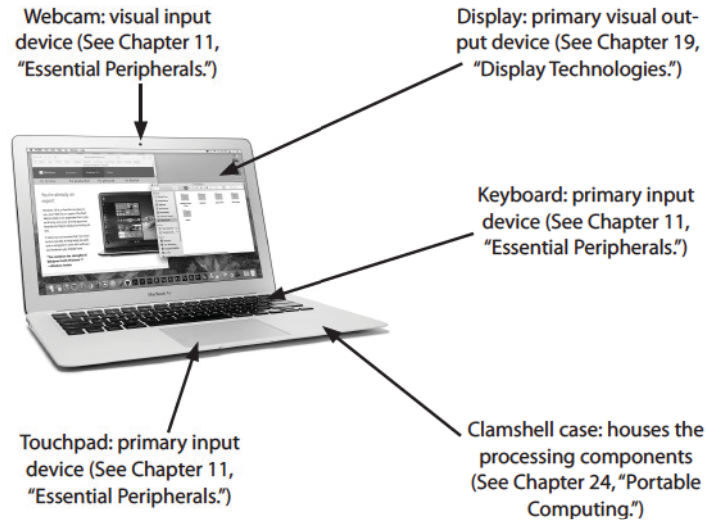 Webcam: visual input
device (See Chapter 11,
“Essential Peripherals.”)
Display: primary visual out-
put device (See Chapter 19,
“Display Technologies.”)
Keyboard: primary input
device (See Chapter 11,
“Essential Peripherals.”)
MacBook Air
Touchpad: primary input
device (See Chapter 11,
“Essential Peripherals.”)
Clamshell case: houses the
processing components
(See Chapter 24, “Portable
Computing.”)